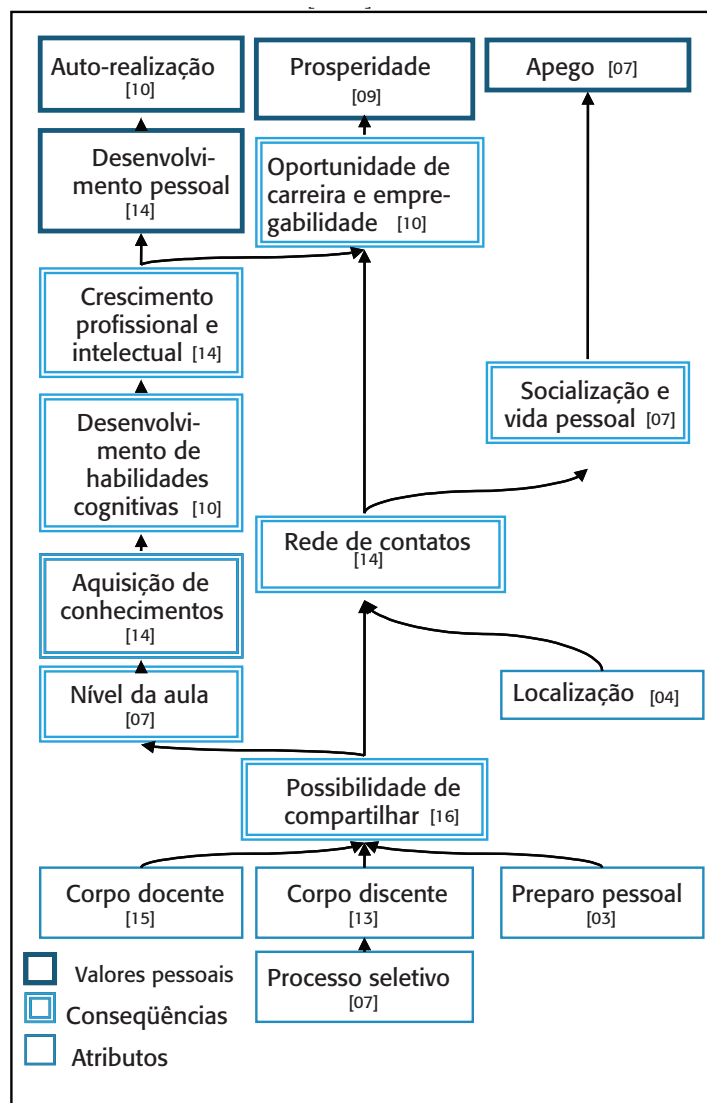 Auto-realização
[10]
Prosperidade
[09]
Apego [07]
Desenvolvi-
mento pessoal
[14]
Oportunidade de
carreira e empre-
gabilidade [10]
Crescimento
profissional e
intelectual [14]
Socialização e
vida pessoal [07]
Desenvolvi-
mento de
habilidades
cognitivas [10]
Rede de contatos
[14]
Aquisição de
conhecimentos
[14]
Nível da aula
[07]
Localização [04]
Possibilidade de
compartilhar [16]
Corpo docente
[15]
Corpo discente
[13]
Preparo pessoal
[03]
Processo seletivo
[07]
Valores pessoais
Conseqüências
Atributos